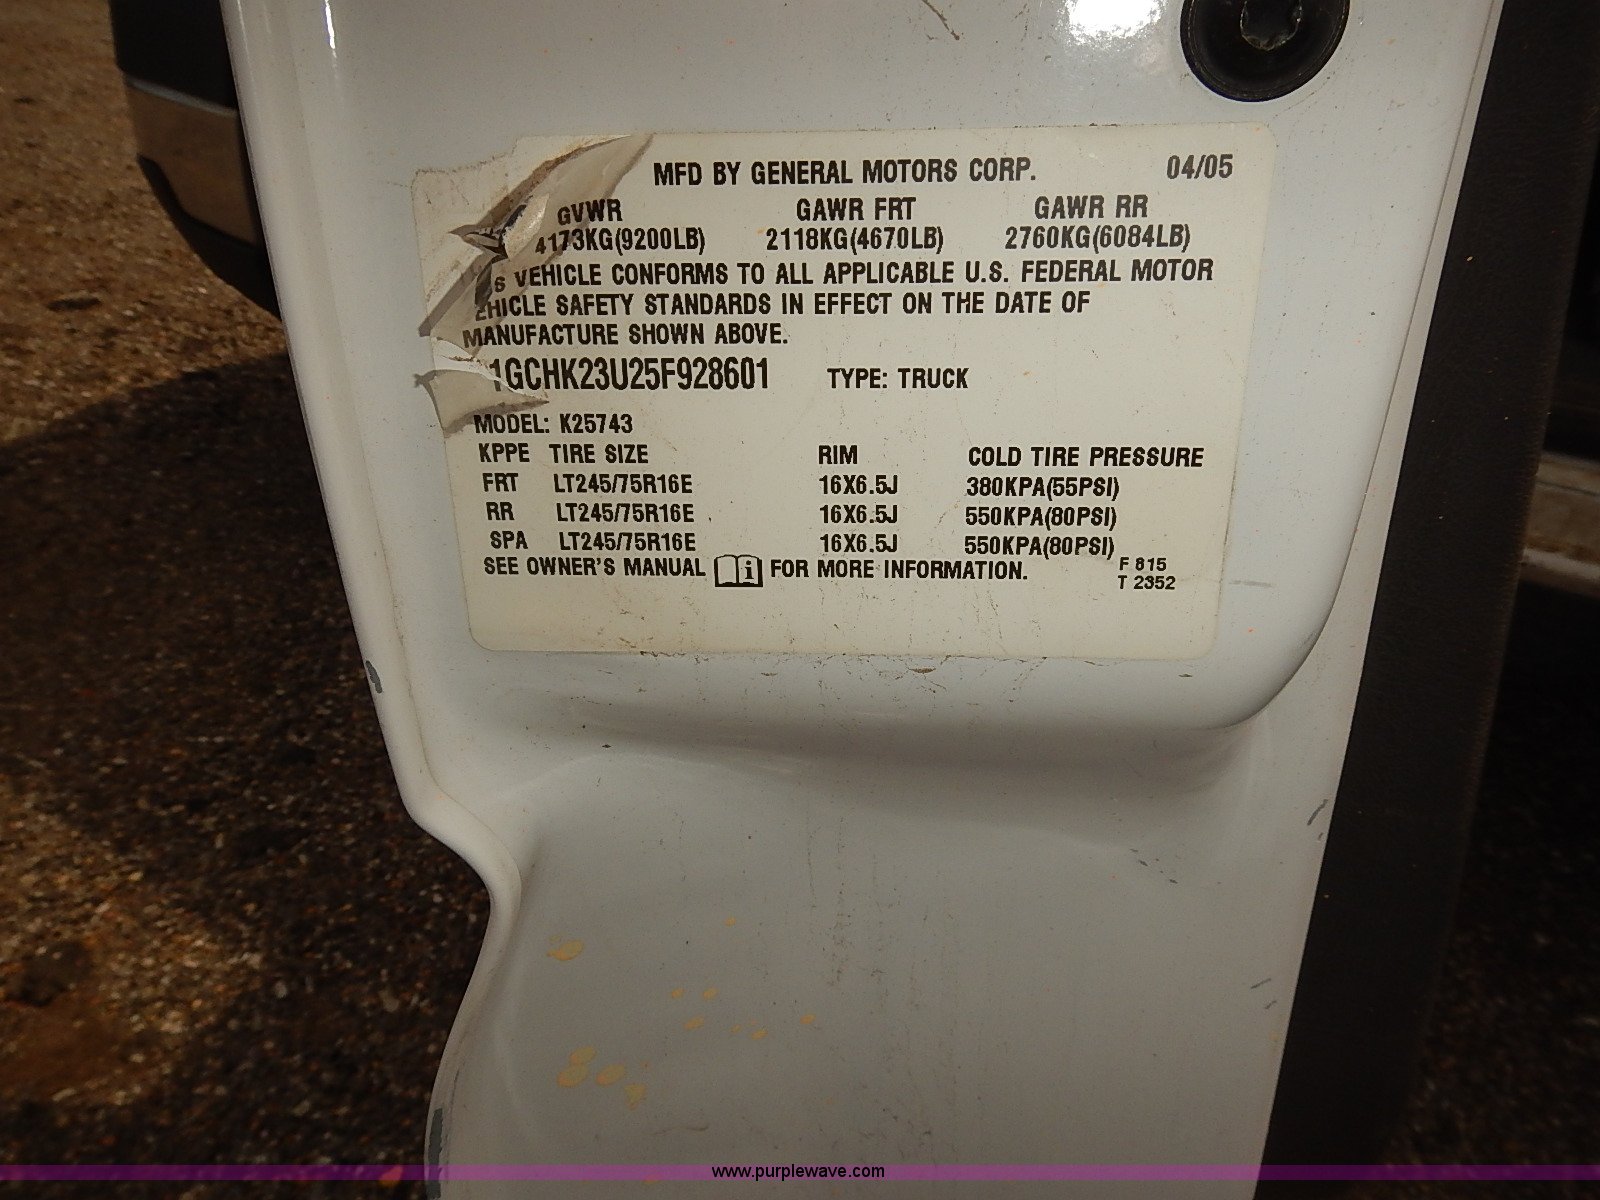 MFD BY GENERAL MOTORS CORP. 04/05
GVWR GAWR FRT GAWR RR
4173KG(9200LB) 2118KG(4670LB) 2760KG(6084LB)
VEHICLE CONFORMS TO ALL APPLICABLE U.S. FEDERAL MOTOR
EHICLE SAFETY STANDARDS IN EFFECT ON THE DATE OF
MANUFACTURE SHOWN ABOVE.
1GCHK23U25F928601 TYPE: TRUCK
MODEL: K25743
KPPE TIRE SIZE RIM COLD TIRE PRESSURE
FRT LT245/75R16E 16X6.5J 380KPA(55PSI)
RR LT245/75R16E 16X6.5J 550KPA(80PSI)
SPA LT245/75R16E 16X6.5J 550KPA(80PSI)
SEE OWNER'S MANUAL i FOR MORE INFORMATION.
F 815
T 2352
www.purplewave.com